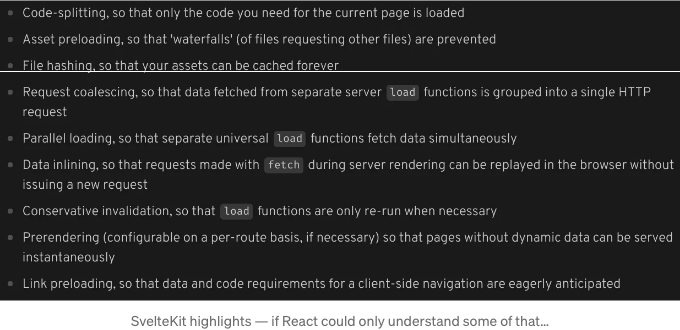 Code-splitting, so that only the code you need for the current page is loaded
Asset preloading, so that 'waterfalls' (of files requesting other files) are prevented
File hashing, so that your assets can be cached forever
Request coalescing, so that data fetched from separate server load functions is grouped into a single HTTP
request
Parallel loading, so that separate universal load functions fetch data simultaneously
Data inlining, so that requests made with fetch during server rendering can be replayed in the browser without
issuing a new request
Conservative invalidation, so that load functions are only re-run when necessary
Prerendering (configurable on a per-route basis, if necessary) so that pages without dynamic data can be served
instantaneously
Link preloading, so that data and code requirements for a client-side navigation are eagerly anticipated
SvelteKit highlights — if React could only understand some of that...